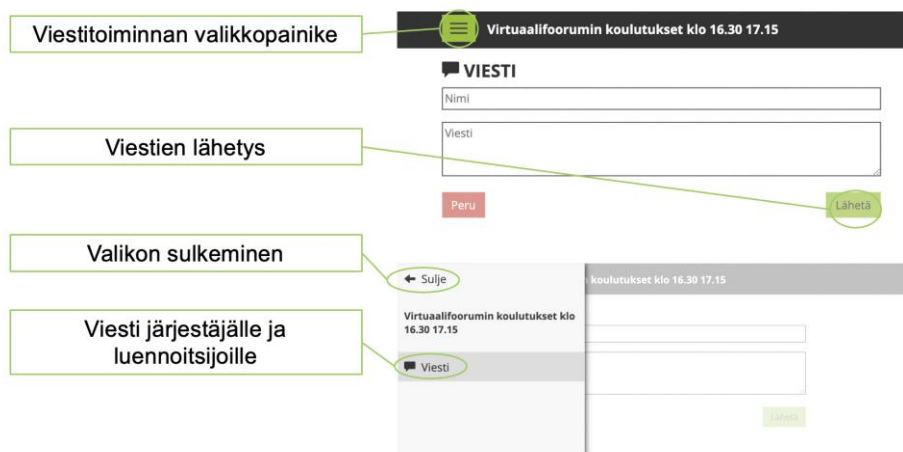 Viestitoiminnan valikkopainike
Virtuaalifoorumin koulutukset klo 16.30 17.15
VIESTI
Nimi
Viesti
Viestien lähetys
Peru
Lähetä
Valikon sulkeminen
Sulje
n koulutukset klo 16.30 17.15
Virtuaalifoorumin koulutukset klo
16.30 17.15
Viesti järjestäjälle ja
luennoitsijoille
Viesti
Lähetä